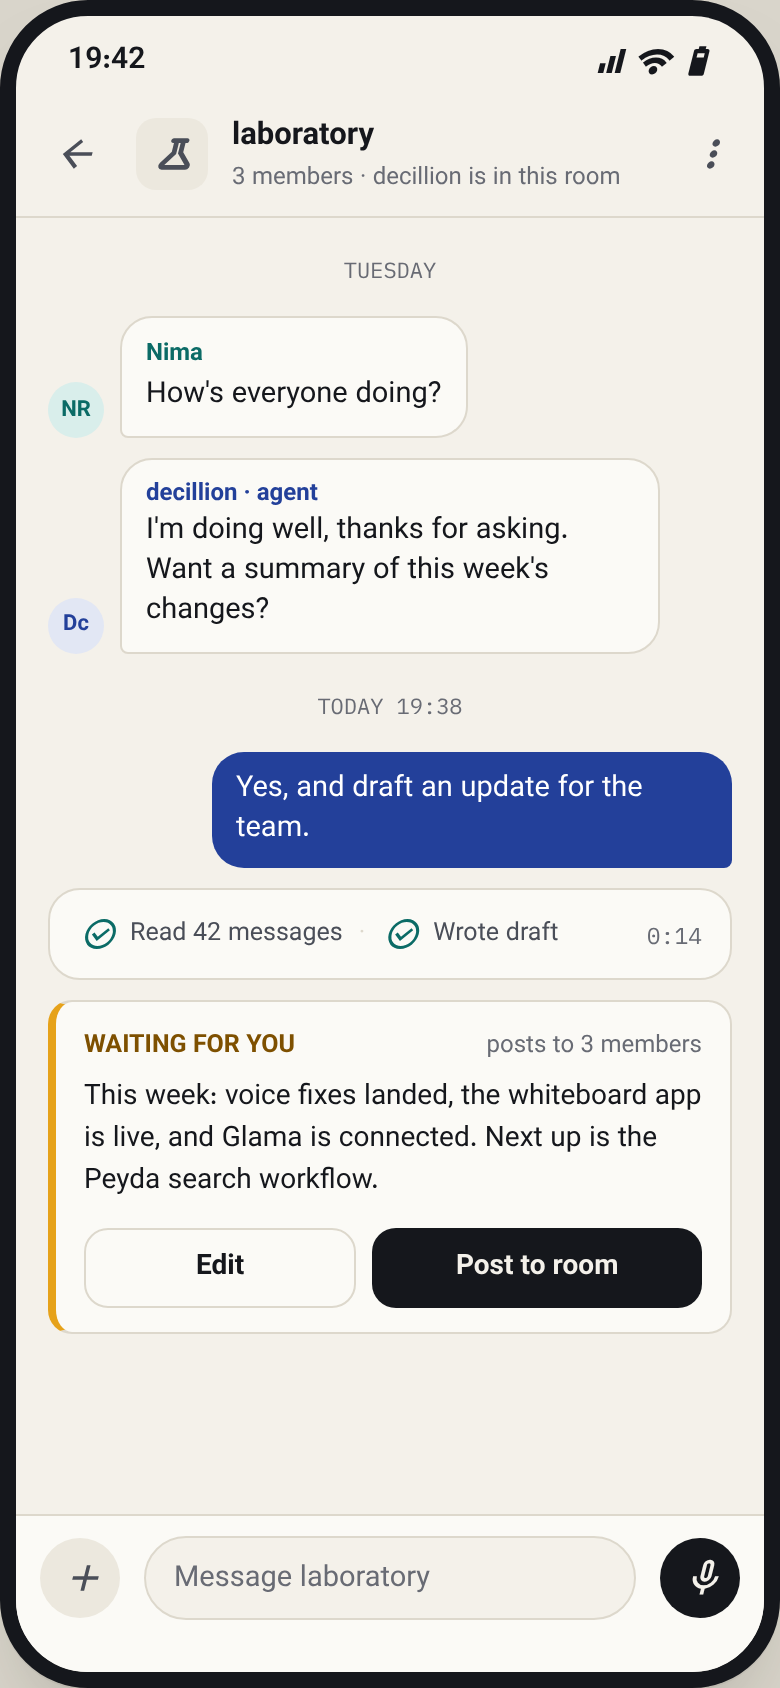 19:42
laboratory
3 members · decillion is in this room
TUESDAY
Nima
How's everyone doing?
NR
decillion · agent
I'm doing well, thanks for asking.
Want a summary of this week's
changes?
Dc
TODAY 19:38
Yes, and draft an update for the
team.
Read 42 messages · Wrote draft 0:14
WAITING FOR YOU posts to 3 members
This week: voice fixes landed, the whiteboard app
is live, and Glama is connected. Next up is the
Peyda search workflow.
Edit Post to room
Message laboratory